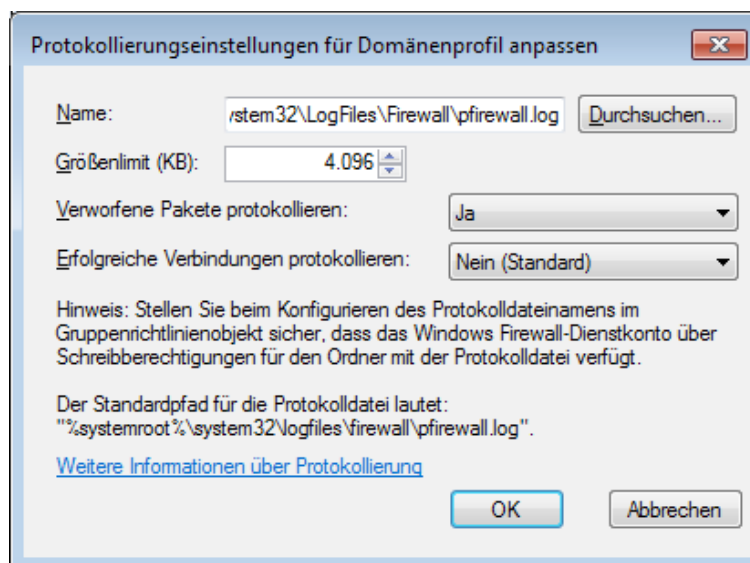 Protokollierungseinstellungen für Domänenprofil anpassen
Name: /stem32\LogFiles\Firewall\pfirewall.log Durchsuchen...
Größenlimit (KB): 4.096
Verworfene Pakete protokollieren: Ja
Erfolgreiche Verbindungen protokollieren: Nein (Standard)
Hinweis: Stellen Sie beim Konfigurieren des Protokolldateinamens im
Gruppenrichtlinienobjekt sicher, dass das Windows Firewall-Dienstkonto über
Schreibberechtigungen für den Ordner mit der Protokolldatei verfügt.
Der Standardpfad für die Protokolldatei lautet:
"%systemroot%\system32\logfiles\firewall\pfirewall.log".
Weitere Informationen über Protokollierung
OK Abbrechen